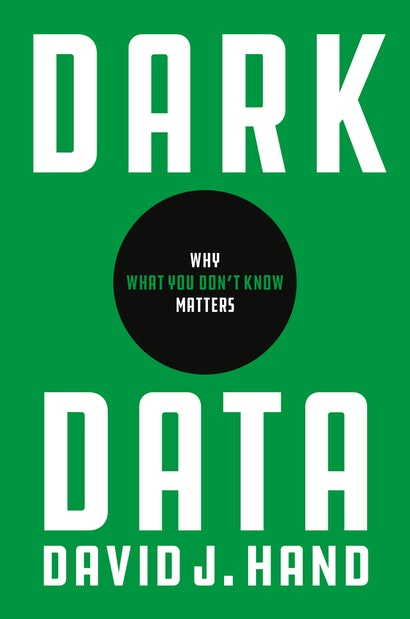 DARK
WHY
WHAT YOU DON'T KNOW
MATTERS
DATA
DAVID J. HAND